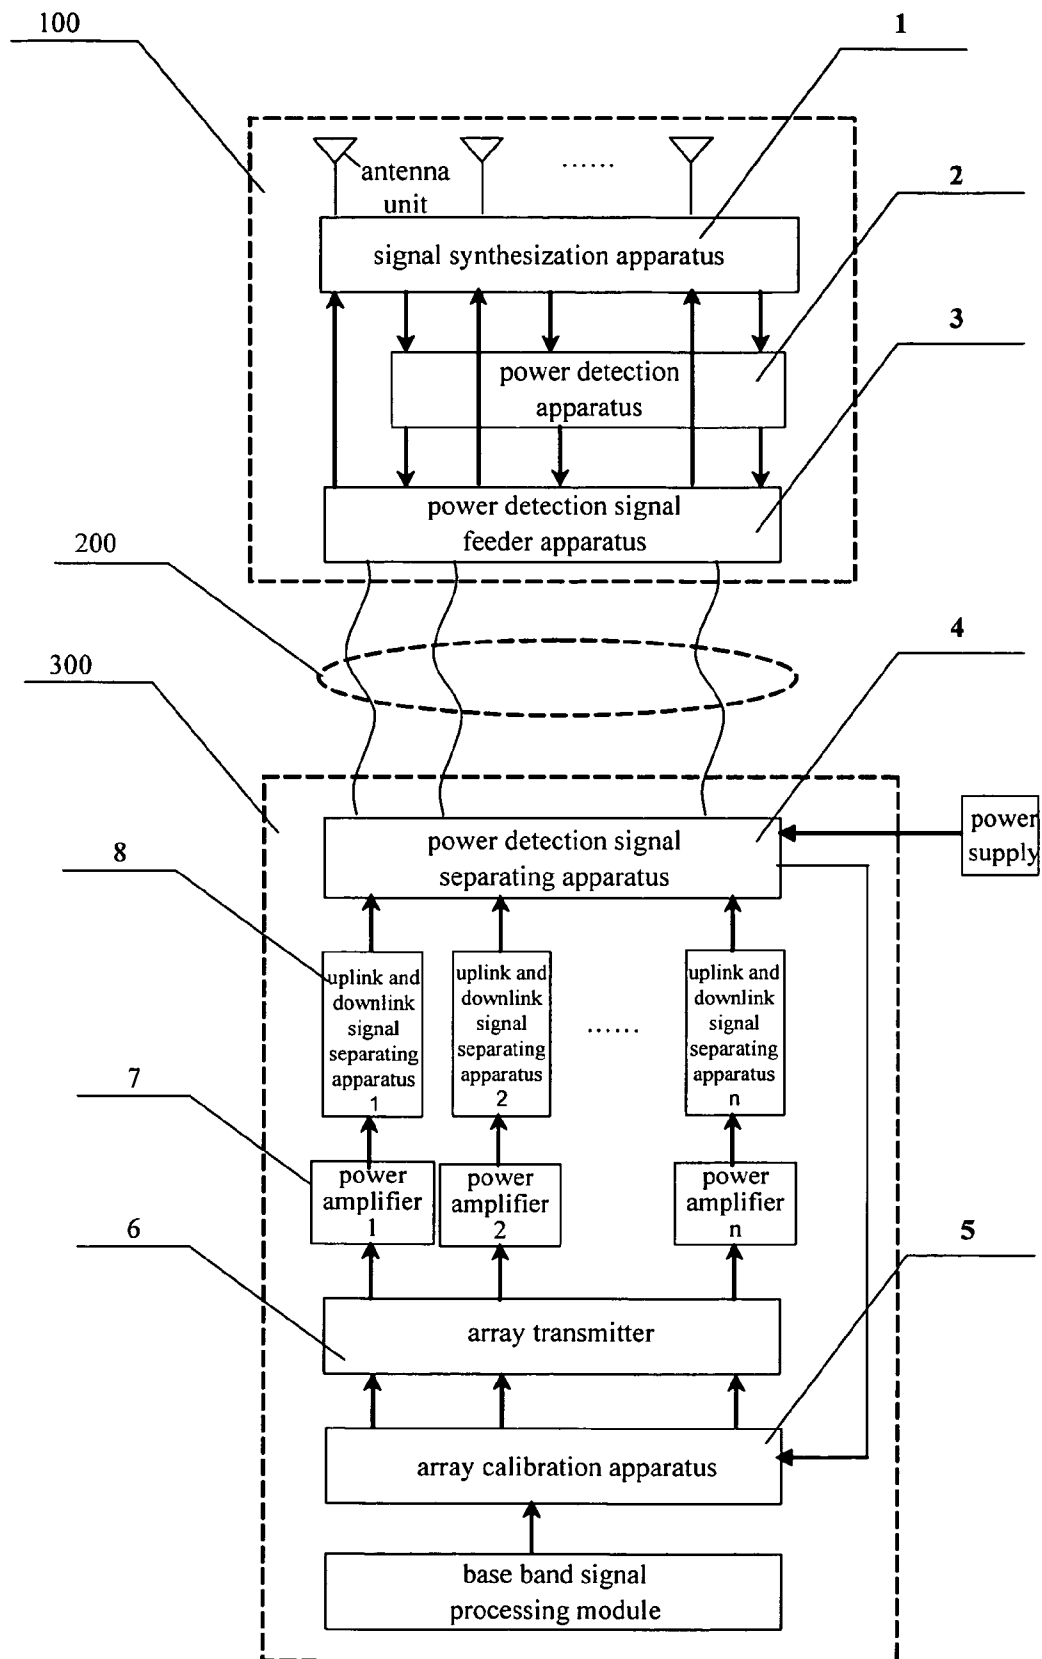 100
1
antenna
unit
......
2
signal synthesization apparatus
3
power detection
apparatus
power detection signal
feeder apparatus
200
4
300
power detection signal
separating apparatus
power
supply
8
uplink and
downlink
signal
separating
apparatus
1
uplink and
downlink
signal
separating
apparatus
2
......
uplink and
downlink
signal
separating
apparatus
n
7
power
amplifier
1
power
amplifier
2
power
amplifier
n
6
5
array transmitter
array calibration apparatus
base band signal
processing module